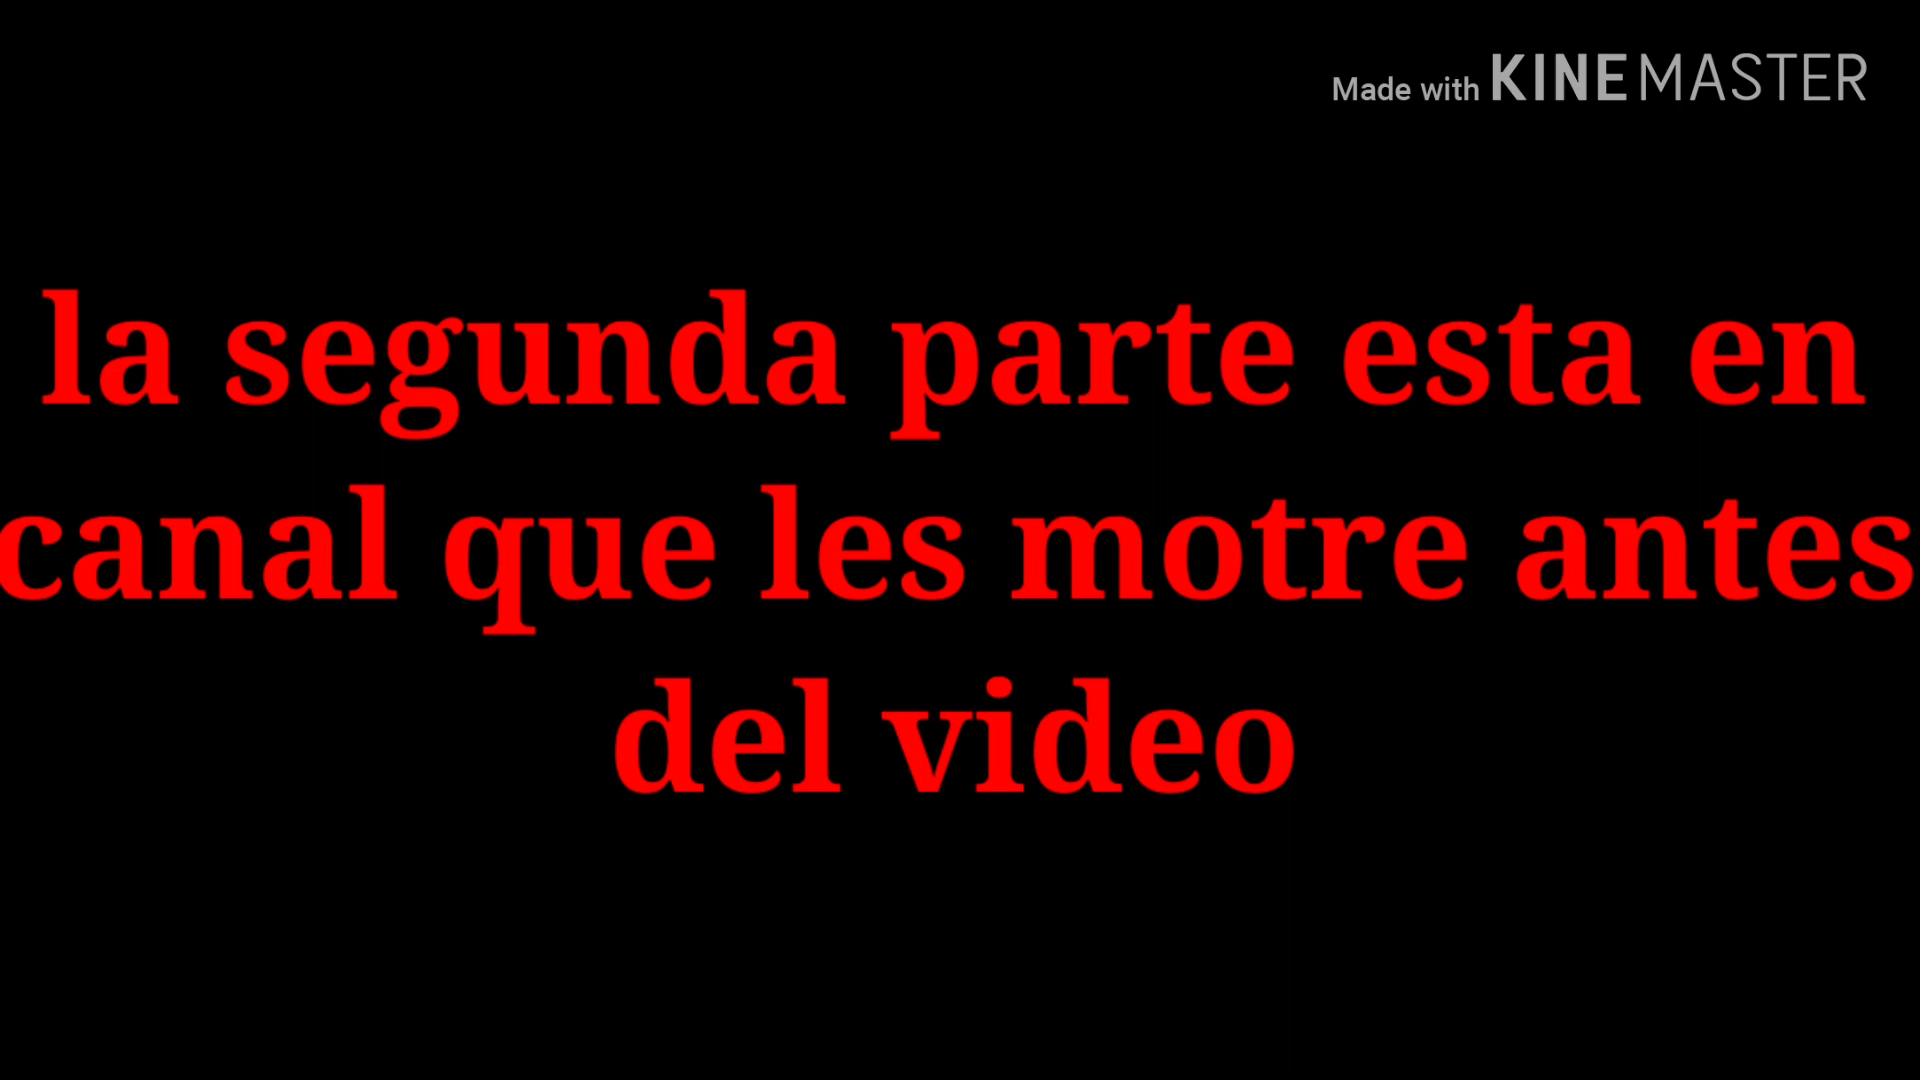 Made with KINEMASTER
la segunda parte esta en
canal que les motre antes
del video